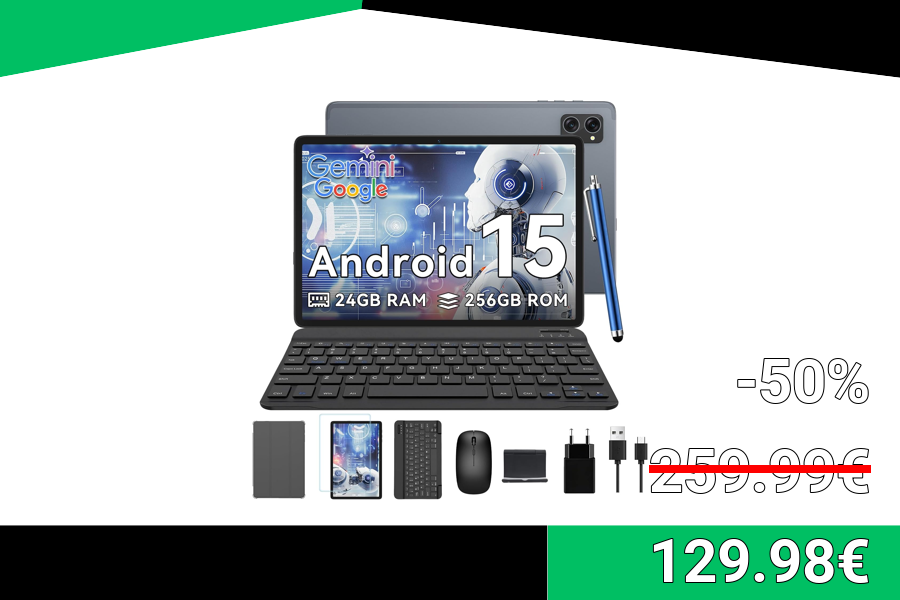 Gemini
Google
Android 15
24GB RAM 256GB ROM
-50%
259.99€
129.98€